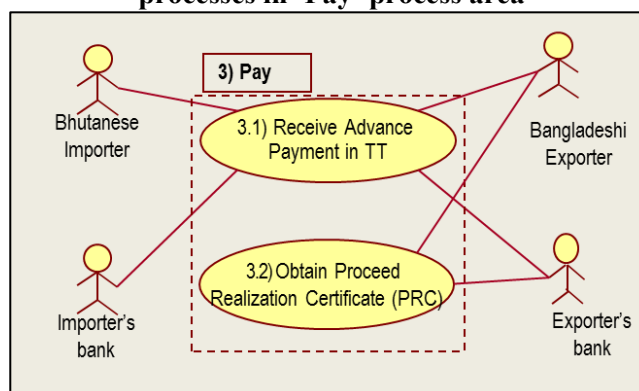 processes in "Pay" process area
3) Pay
Bhutanese
Importer
3.1) Receive Advance
Payment in TT
Bangladeshi
Exporter
3.2) Obtain Proceed
Realization Certificate (PRC)
Importer's
bank
Exporter's
bank